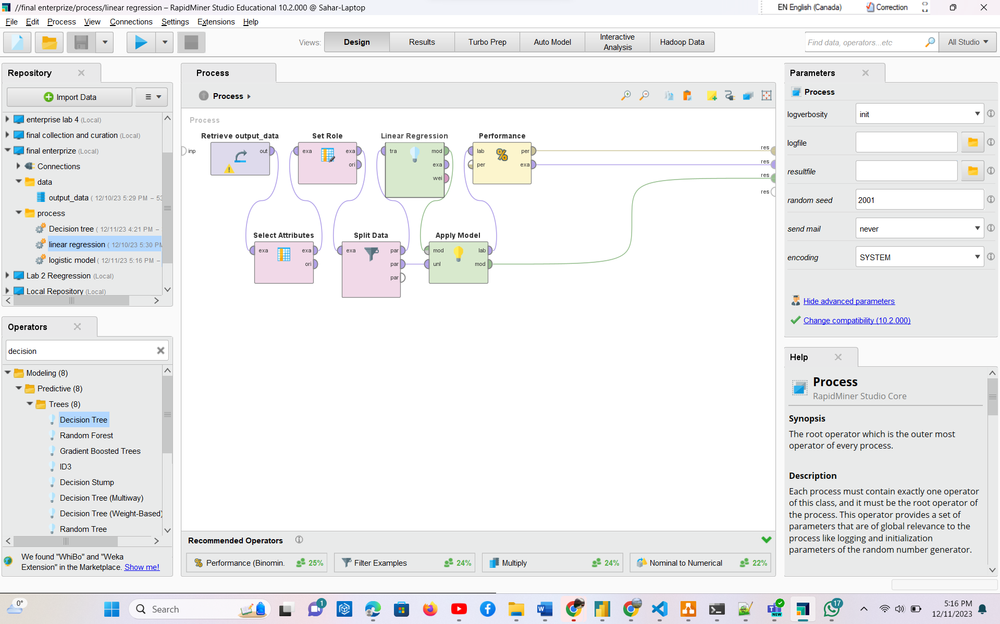 //final enterprize/process/linear regression – RapidMiner Studio Educational 10.2.000 @ Sahar-Laptop
EN English (Canada)
Correction
File Edit Process View Connections Settings Extensions Help
Views:
Design
Results
Turbo Prep
Auto Model
Interactive
Analysis
Hadoop Data
Find data, operators...etc
All Studio
Repository
Import Data
enterprise lab 4 (Local)
final collection and curation (Local)
final enterprize (Local)
Connections
data
output_data ( 12/10/23 5:29 PM – 53
process
Decision tree ( 12/11/23 4:21 PM –
linear regression ( 12/10/23 5:30 PM
logistic model ( 12/11/23 5:16 PM –
Lab 2 Reegression (Local)
Local Repository (Local)
Operators
decision
Modeling (8)
Predictive (8)
Trees (8)
Decision Tree
Random Forest
Gradient Boosted Trees
ID3
Decision Stump
Decision Tree (Multiway)
Decision Tree (Weight-Based)
Random Tree
We found "WhiBo" and "Weka
Extension" in the Marketplace. Show me!
Process
Process
Process
Retrieve output_data
Set Role
Linear Regression
Performance
inp
out
exa
exa
ori
tra
mod
exa
wei
lab
per
per
exa
res
res
res
res
Select Attributes
Split Data
Apply Model
exa
exa
ori
exa
par
par
par
mod
unl
lab
mod
Recommended Operators
Performance (Binomin. 25%
Filter Examples 24%
Multiply 24%
Nominal to Numerical 22%
Parameters
Process
logverbosity
init
logfile
resultfile
random seed
2001
send mail
never
encoding
SYSTEM
Hide advanced parameters
Change compatibility (10.2.000)
Help
Process
RapidMiner Studio Core
Synopsis
The root operator which is the outer most
operator of every process.
Description
Each process must contain exactly one operator
of this class, and it must be the root operator of
the process. This operator provides a set of
parameters that are of global relevance to the
process like logging and initialization
parameters of the random number generator.
0°
Search
1
NEW
17
5:16 PM
12/11/2023